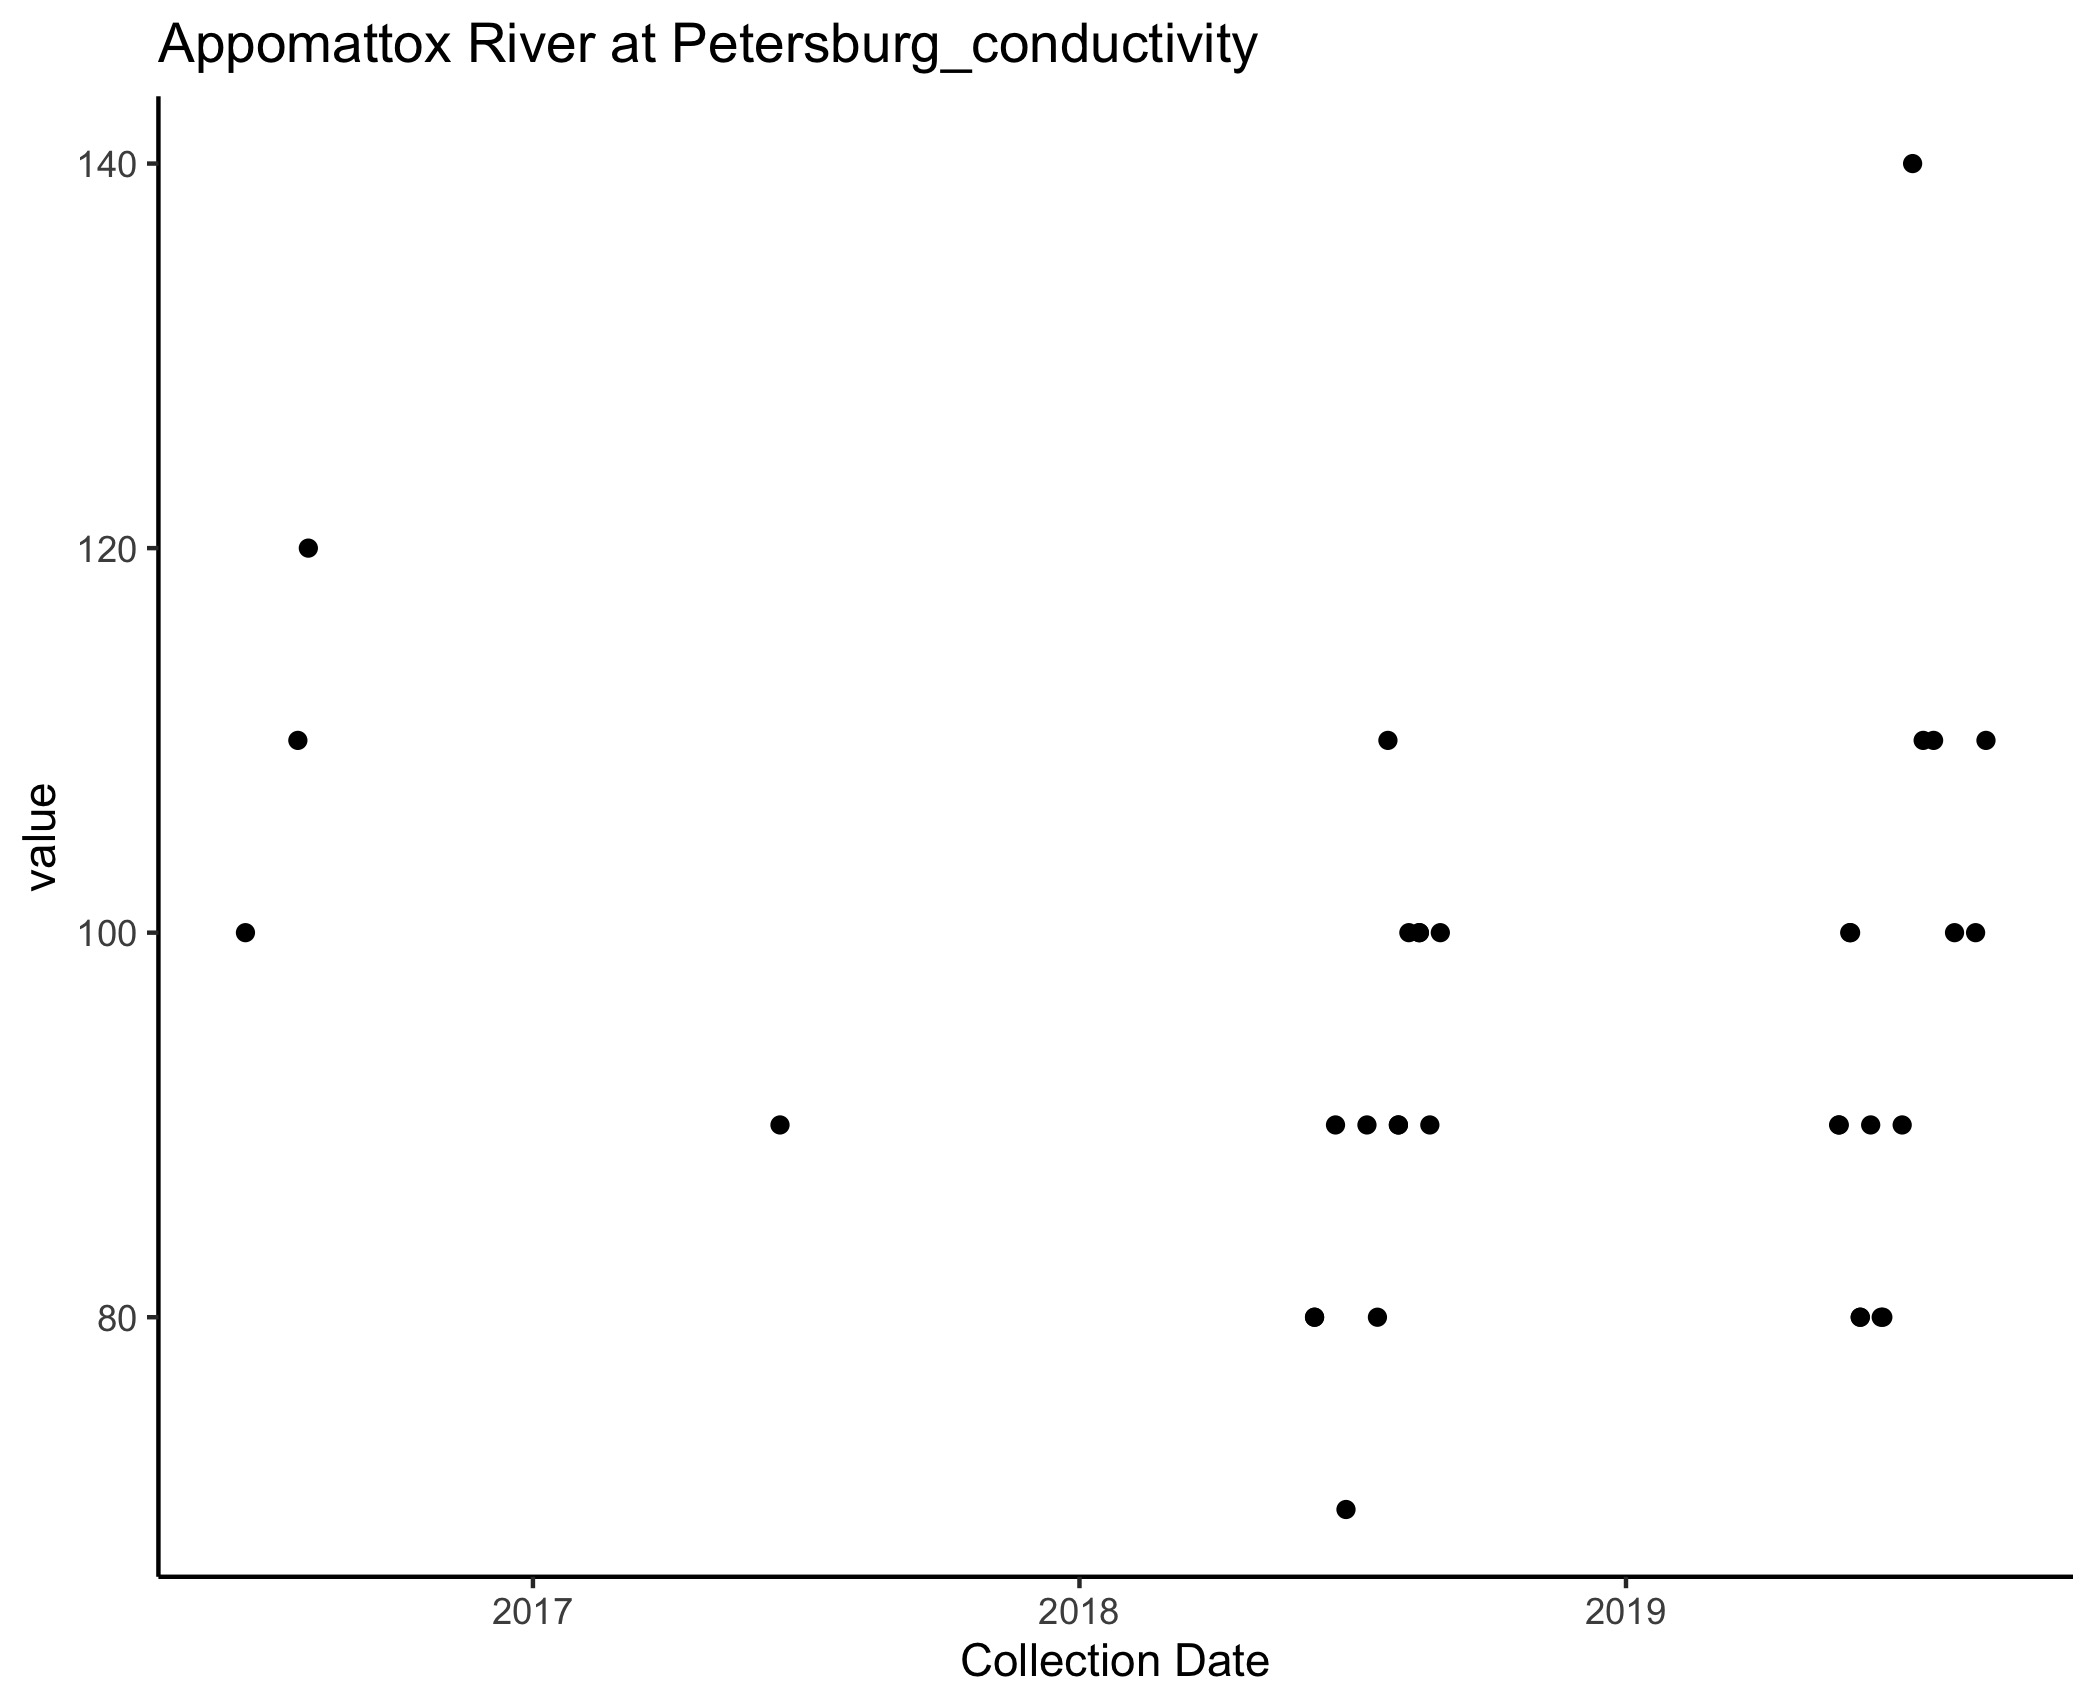 Appomattox River at Petersburg_conductivity
140
120
100
80
value
2017 2018 2019
Collection Date